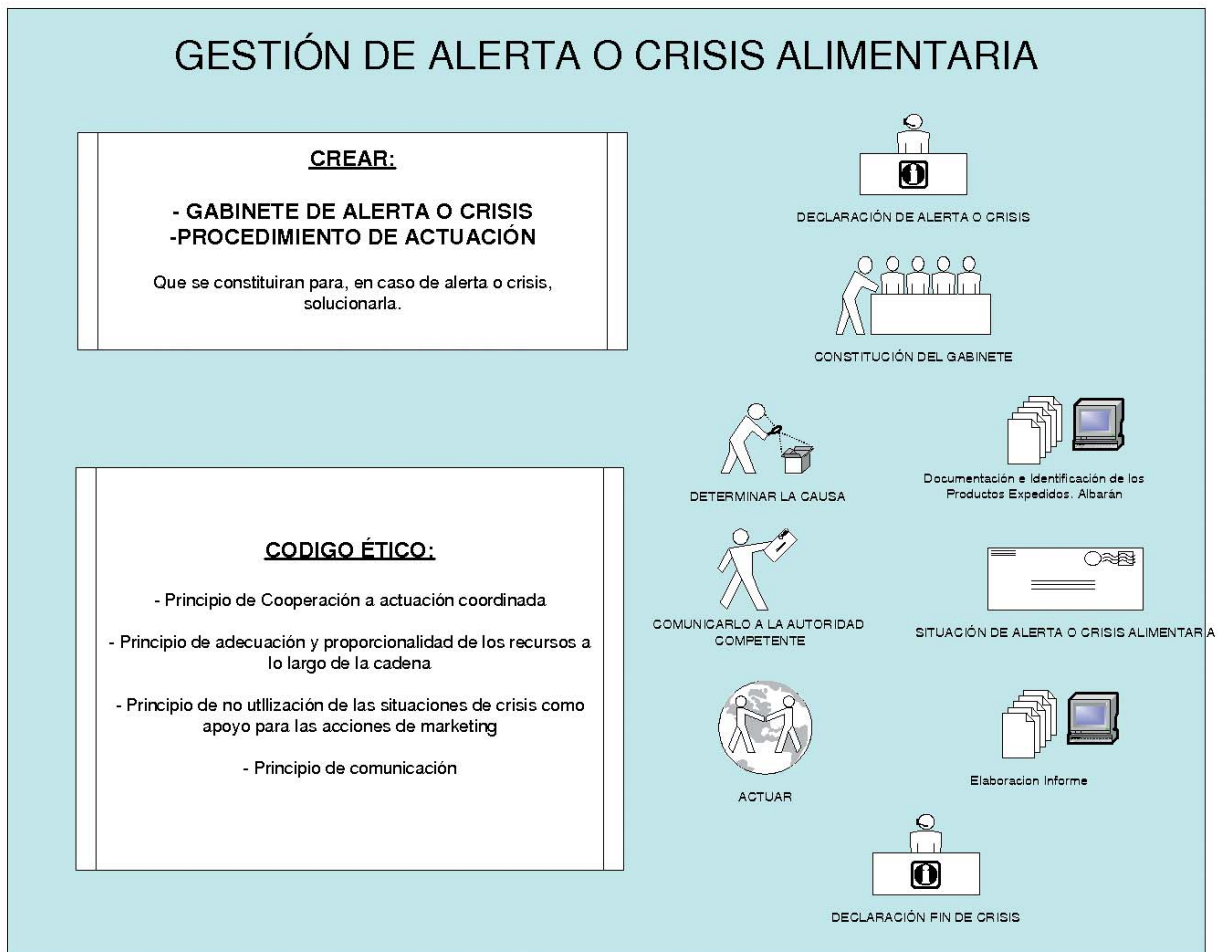 GESTIÓN DE ALERTA O CRISIS ALIMENTARIA
CREAR:
- GABINETE DE ALERTA O CRISIS
-PROCEDIMIENTO DE ACTUACIÓN
Que se constituiran para, en caso de alerta o crisis,
solucionarla.
CODIGO ÉTICO:
- Principio de Cooperación a actuación coordinada
- Principio de adecuación y proporcionalidad de los recursos a
lo largo de la cadena
- Principio de no utllización de las situaciones de crisis como
apoyo para las acciones de marketing
- Principio de comunicación
DECLARACIÓN DE ALERTA O CRISIS
CONSTITUCIÓN DEL GABINETE
DETERMINAR LA CAUSA
Documentación e Identificación de los
Productos Expedidos. Albarán
COMUNICARLO A LA AUTORIDAD
COMPETENTE
SITUACIÓN DE ALERTA O CRISIS ALIMENTARIA
ACTUAR
Elaboracion Informe
DECLARACIÓN FIN DE CRISIS